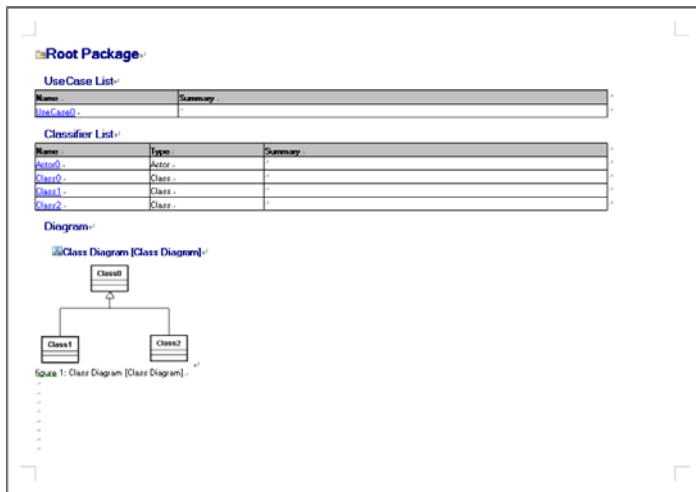 Root Package
UseCase List
Name Summary
UseCase0
Classifier List
Name Type Summary
Actor0 Actor
Class0 Class
Class1 Class
Class2 Class
Diagram
Class Diagram [Class Diagram]
Class0
Class1 Class2
figure 1: Class Diagram [Class Diagram]